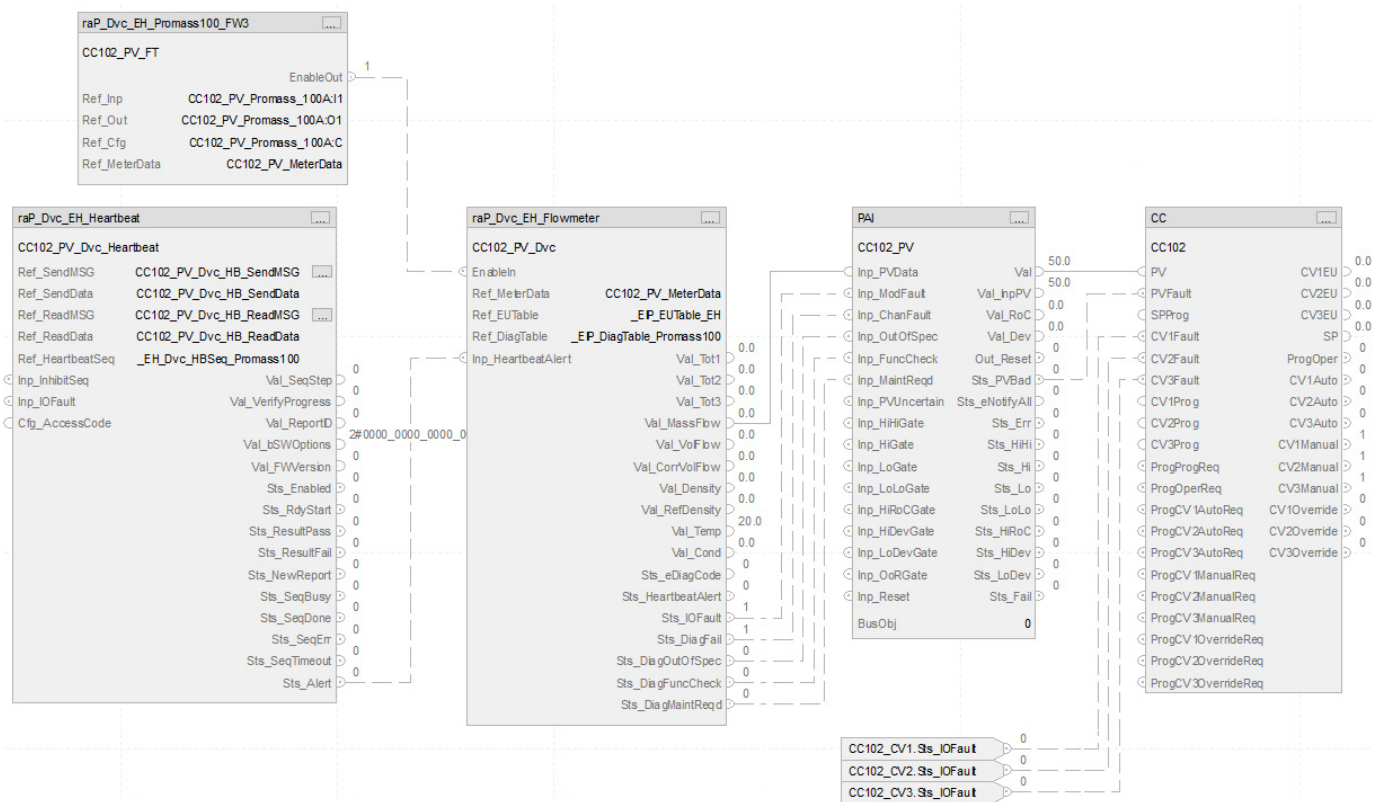 raP_Dvc_EH_Promass100_FW3 ...
CC102_PV_FT
EnableOut 1
Ref_Inp CC102_PV_Promass_100A:I1
Ref_Out CC102_PV_Promass_100A:O1
Ref_Cfg CC102_PV_Promass_100A:C
Ref_MeterData CC102_PV_MeterData
raP_Dvc_EH_Heartbeat ...
CC102_PV_Dvc_Heartbeat
Ref_SendMSG CC102_PV_Dvc_HB_SendMSG ...
Ref_SendData CC102_PV_Dvc_HB_SendData
Ref_ReadMSG CC102_PV_Dvc_HB_ReadMSG ...
Ref_ReadData CC102_PV_Dvc_HB_ReadData
Ref_HeartbeatSeq _EH_Dvc_HBSeq_Promass100
Inp_InhibitSeq Val_SeqStep 0
Inp_IOFault Val_VerifyProgress 0
Cfg_AccessCode Val_ReportID 0
Val_bSWOptions 2#0000_0000_0000_0
Val_FWVersion 0
Sts_Enabled 0
Sts_RdyStart 0
Sts_ResultPass 0
Sts_ResultFail 0
Sts_NewReport 0
Sts_SeqBusy 0
Sts_SeqDone 0
Sts_SeqErr 0
Sts_SeqTimeout 0
Sts_Alert 0
raP_Dvc_EH_Flowmeter ...
CC102_PV_Dvc
EnableIn
Ref_MeterData CC102_PV_MeterData
Ref_EUTable _EIP_EUTable_EH
Ref_DiagTable _EIP_DiagTable_Promass100
Inp_HeartbeatAlert Val_Tot1 0.0
Val_Tot2 0.0
Val_Tot3 0.0
Val_MassFlow 0.0
Val_VolFlow 0.0
Val_CorrVolFlow 0.0
Val_Density 0.0
Val_RefDensity 0.0
Val_Temp 20.0
Val_Cond 0.0
Sts_eDiagCode 0
Sts_HeartbeatAlert 0
Sts_IOFault 1
Sts_DiagFail 1
Sts_DiagOutOfSpec 0
Sts_DiagFuncCheck 0
Sts_DiagMaintReqd 0
PAI ...
CC102_PV
Inp_PVData Val 50.0
Inp_ModFault Val_InpPV 50.0
Inp_ChanFault Val_RoC 0.0
Inp_OutOfSpec Val_Dev 0.0
Inp_FuncCheck Out_Reset 0
Inp_MaintReqd Sts_PVBad 0
Inp_PVUncertain Sts_eNotifyAll 0
Inp_HiHiGate Sts_Err 0
Inp_HiGate Sts_HiHi 0
Inp_LoGate Sts_Hi 0
Inp_LoLoGate Sts_Lo 0
Inp_HiRoCGate Sts_LoLo 0
Inp_HiDevGate Sts_HiRoC 0
Inp_LoDevGate Sts_HiDev 0
Inp_OoRGate Sts_LoDev 0
Inp_Reset Sts_Fail 0
BusObj 0
CC ...
CC102
PV CV1EU 0.0
PVFault CV2EU 0.0
SPProg CV3EU 0.0
CV1Fault SP 0.0
CV2Fault ProgOper 0
CV3Fault CV1Auto 0
CV1Prog CV2Auto 0
CV2Prog CV3Auto 0
CV3Prog CV1Manual 1
ProgProgReq CV2Manual 1
ProgOperReq CV3Manual 1
ProgCV1AutoReq CV1Override 0
ProgCV2AutoReq CV2Override 0
ProgCV3AutoReq CV3Override 0
ProgCV1ManualReq
ProgCV2ManualReq
ProgCV3ManualReq
ProgCV1OverrideReq
ProgCV2OverrideReq
ProgCV3OverrideReq
CC102_CV1.Sts_IOFault 0
CC102_CV2.Sts_IOFault 0
CC102_CV3.Sts_IOFault 0